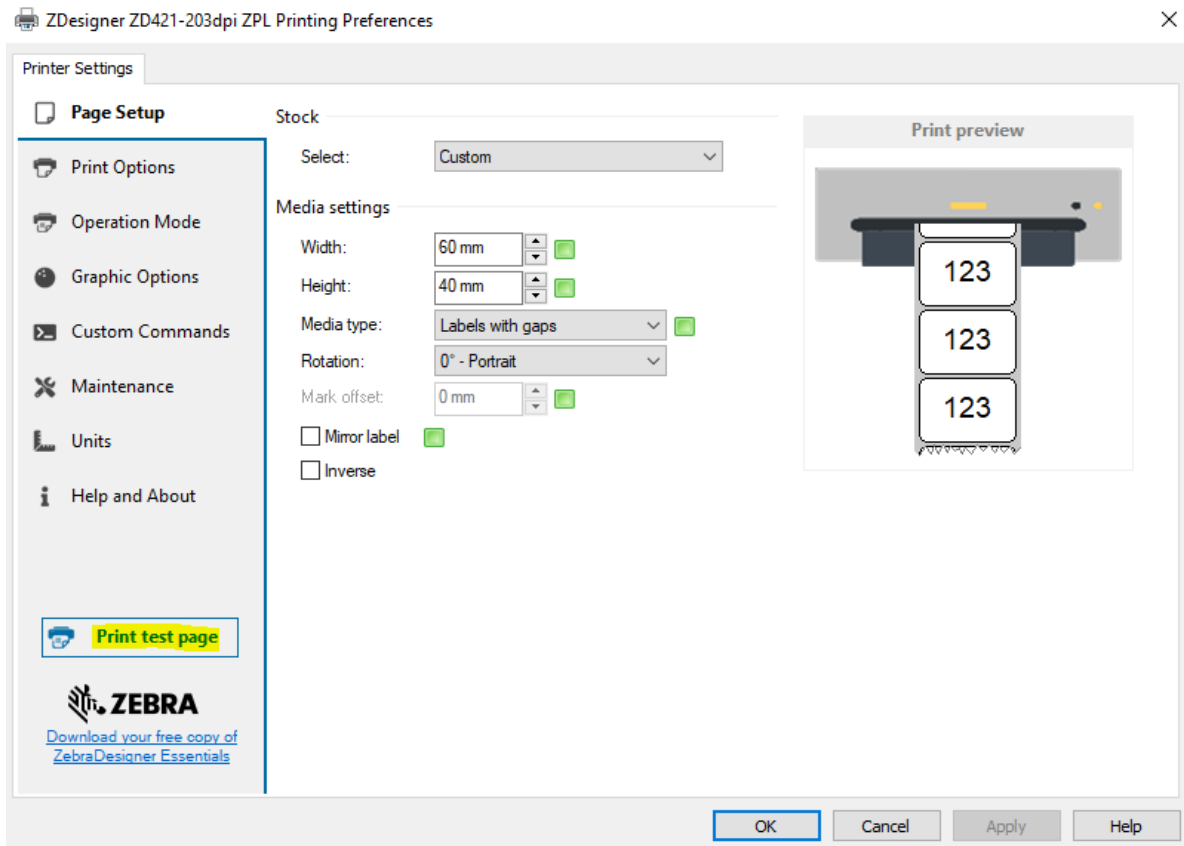 ZDesigner ZD421-203dpi ZPL Printing Preferences
Printer Settings
Page Setup
Print Options
Operation Mode
Graphic Options
Custom Commands
Maintenance
Units
Help and About
Print test page
ZEBRA
Download your free copy of
ZebraDesigner Essentials
Stock
Select: Custom
Media settings
Width: 60 mm
Height: 40 mm
Media type: Labels with gaps
Rotation: 0° - Portrait
Mark offset: 0 mm
Mirror label
Inverse
Print preview
123
123
123
OK Cancel Apply Help